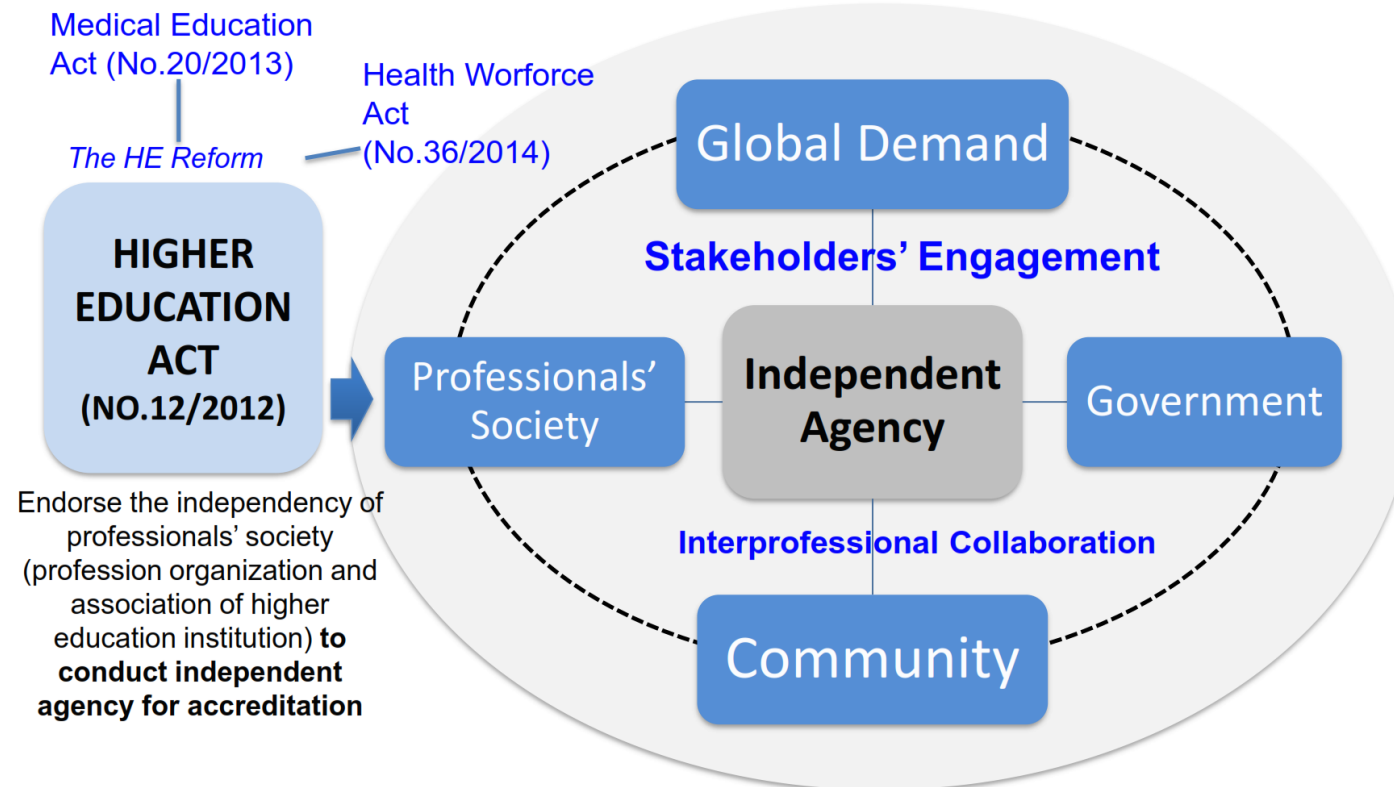 Medical Education
Act (No.20/2013)
Health Worforce
Act
(No.36/2014)
The HE Reform
HIGHER
EDUCATION
ACT
(NO.12/2012)
Endorse the independency of
professionals’ society
(profession organization and
association of higher
education institution) to
conduct independent
agency for accreditation
Global Demand
Stakeholders’ Engagement
Professionals’
Society
Independent
Agency
Government
Interprofessional Collaboration
Community